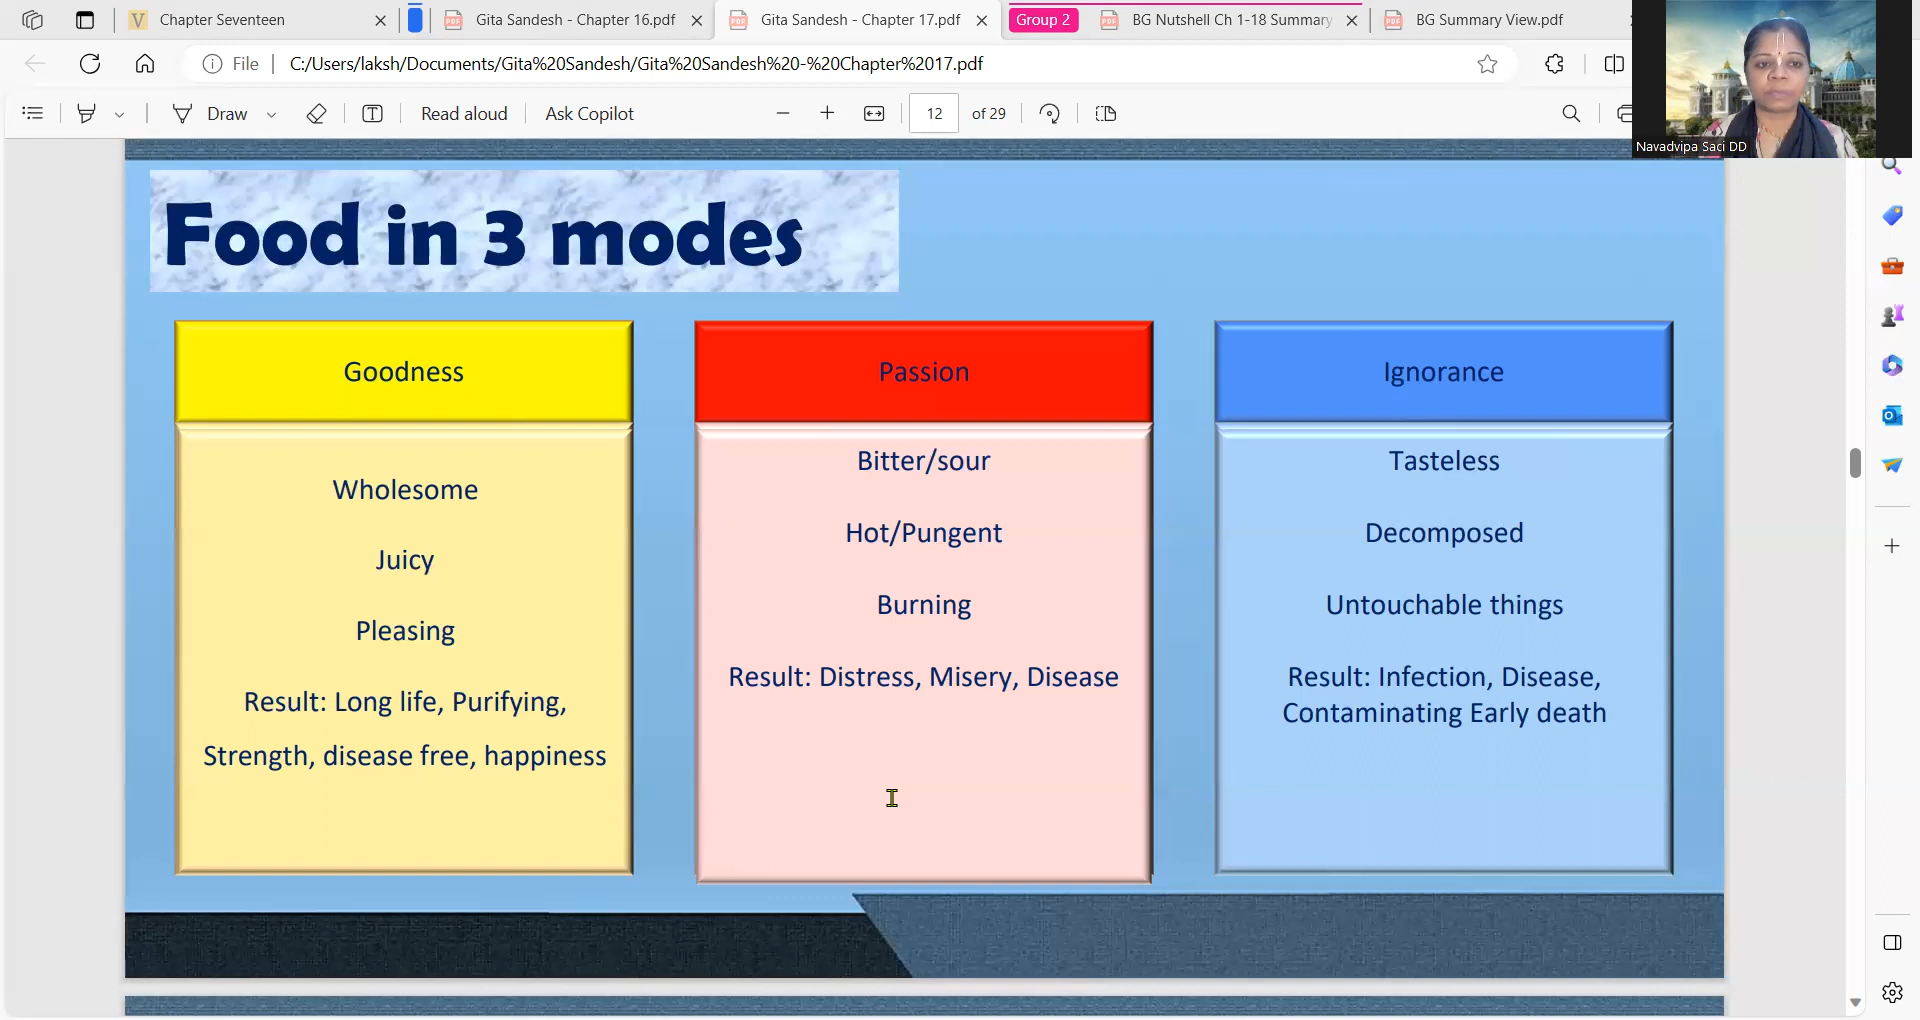 Chapter Seventeen
Gita Sandesh - Chapter 16.pdf
Gita Sandesh - Chapter 17.pdf
Group 2
BG Nutshell Ch 1-18 Summary
BG Summary View.pdf
File
C:/Users/laksh/Documents/Gita%20Sandesh/Gita%20Sandesh%20-%20Chapter%2017.pdf
Draw
Read aloud
Ask Copilot
12
of 29
Navadvipa Saci DD
Food in 3 modes
Goodness
Wholesome
Juicy
Pleasing
Result: Long life, Purifying,
Strength, disease free, happiness
Passion
Bitter/sour
Hot/Pungent
Burning
Result: Distress, Misery, Disease
Ignorance
Tasteless
Decomposed
Untouchable things
Result: Infection, Disease,
Contaminating Early death